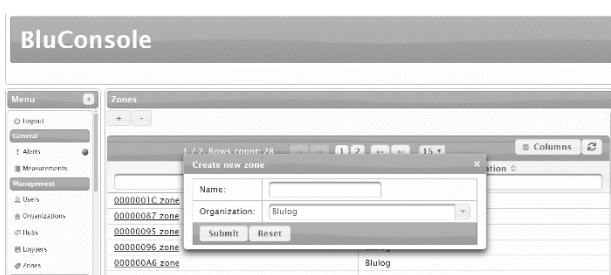 BluConsole
Menu
Zones
Logout
+ -
General
Alerts
1 / 2. Rows count: 28 1 2 15
Columns
Measurements
Create new zone
ation
Management
Name:
Users
0000001C zone
Organization: Blulog
Organizations
00000087 zone
Hubs
00000095 zone
Submit Reset
Loggers
00000096 zone
Zones
000000A6 zone Blulog